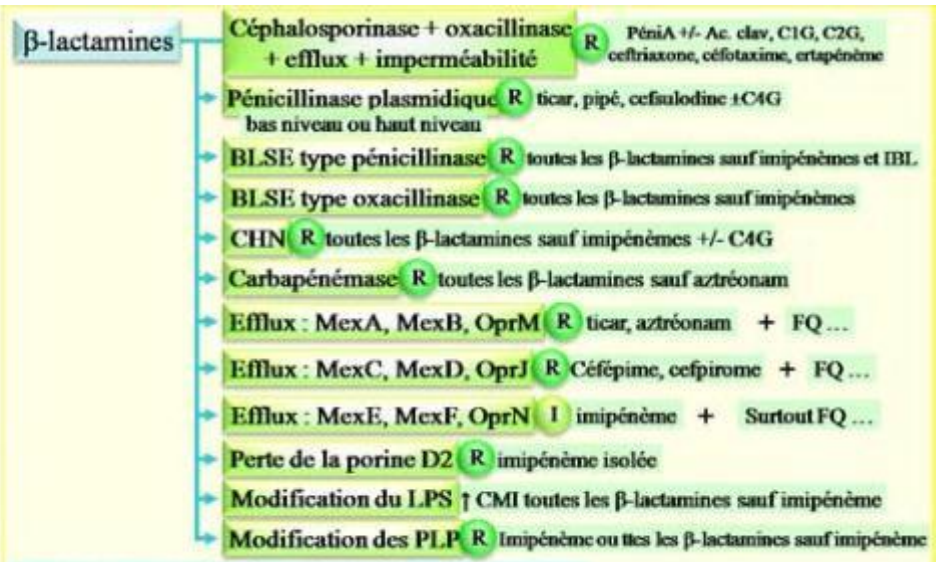 β-lactamines
Céphalosporinase + oxacillinase
+ efflux + imperméabilité
R
PéniA +/- Ac. clav, C1G, C2G,
ceftriaxone, céfotaxime, ertapénème
Pénicillinase plasmidique R ticar, pipé, cefsulodine ±C4G
bas niveau ou haut niveau
BLSE type pénicillinase R toutes les β-lactamines sauf imipénèmes et IBL
BLSE type oxacillinase R toutes les β-lactamines sauf imipénèmes
CHN R toutes les β-lactamines sauf imipénèmes +/- C4G
Carbapénémase R toutes les β-lactamines sauf aztréonam
Efflux : MexA, MexB, OprM R ticar, aztréonam + FQ ...
Efflux : MexC, MexD, OprJ R Céfépime, cefpirome + FQ ...
Efflux : MexE, MexF, OprN I imipénème + Surtout FQ ...
Perte de la porine D2 R imipénème isolée
Modification du LPS ↑ CMI toutes les β-lactamines sauf imipénème
Modification des PLP R Imipénème ou ttes les β-lactamines sauf imipénème